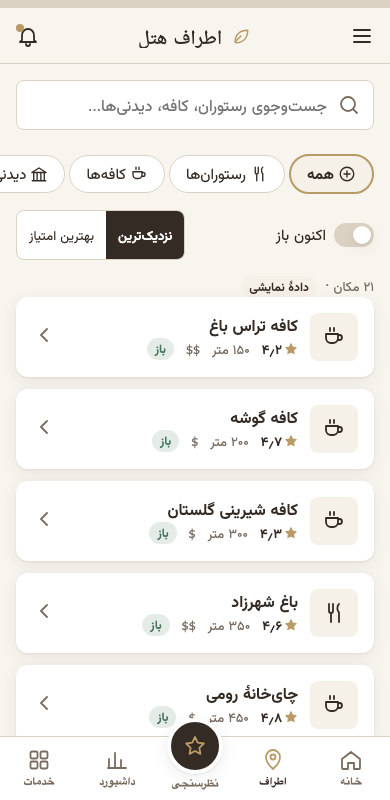 اطراف هتل
جست‌وجوی رستوران، کافه، دیدنی‌ها...
همه
رستوران‌ها
کافه‌ها
دیدنی
اکنون باز
نزدیک‌ترین
بهترین امتیاز
۲۱ مکان · دادهٔ نمایشی
کافه تراس باغ
۴٫۲ ۱۵۰ متر $$ باز
کافه گوشه
۴٫۷ ۲۰۰ متر $ باز
کافه شیرینی گلستان
۴٫۳ ۳۰۰ متر $ باز
باغ شهرزاد
۴٫۶ ۳۵۰ متر $$ باز
چای‌خانهٔ رومی
۴٫۸ ۴۵۰ متر $ باز
خانه
اطراف
نظرسنجی
داشبورد
خدمات